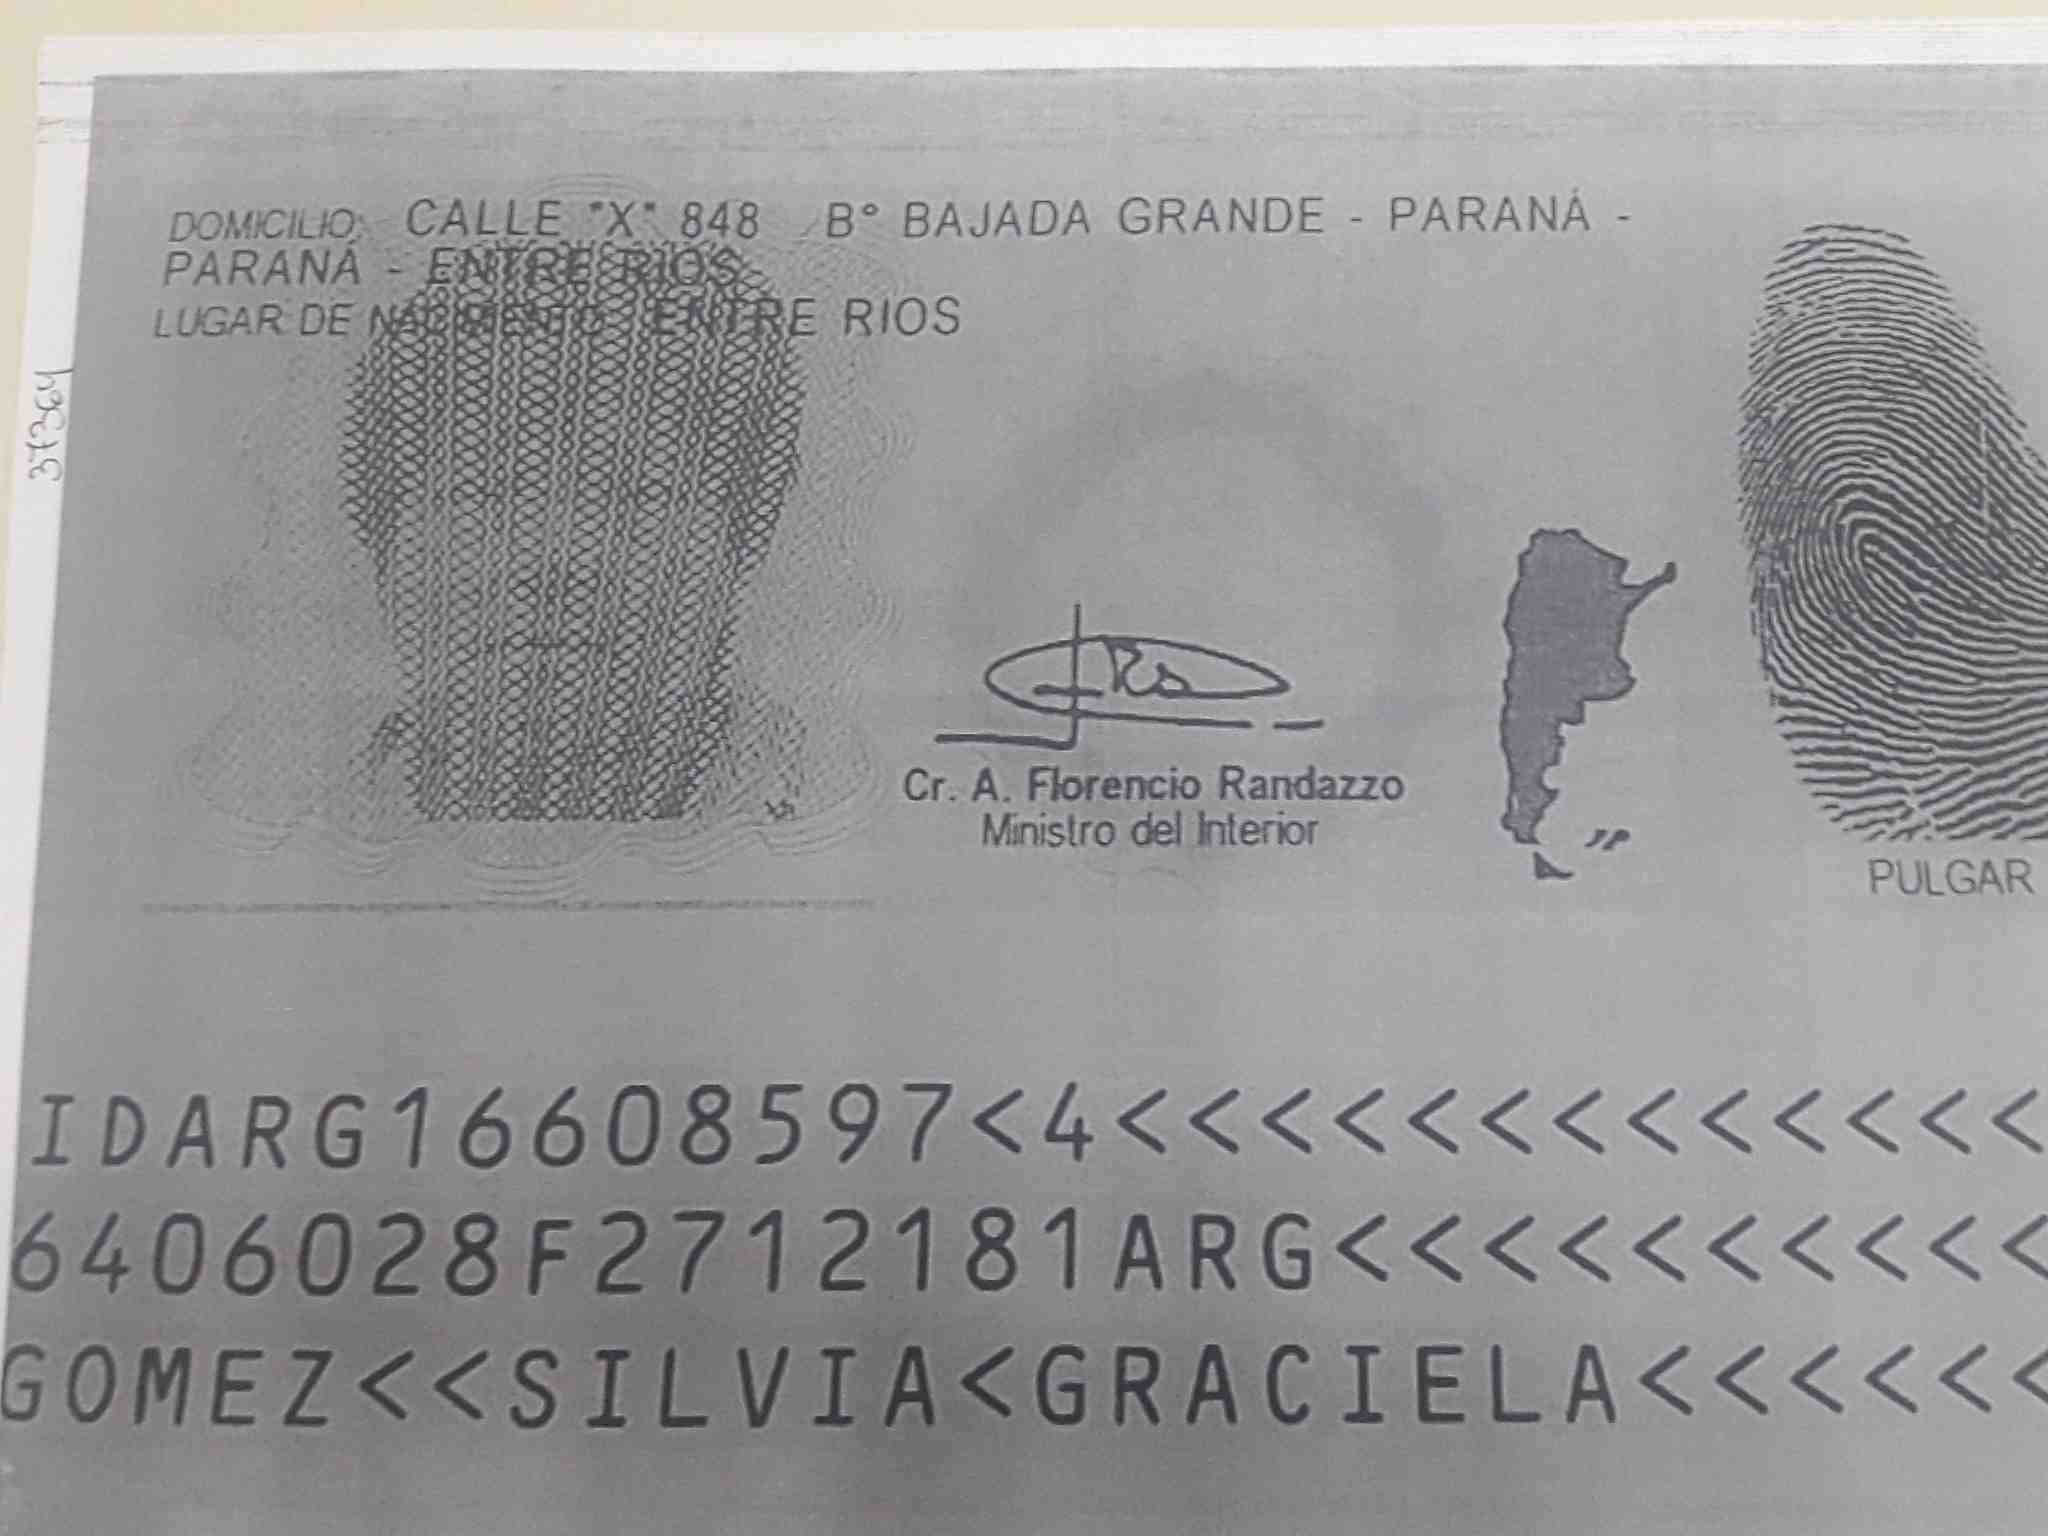 DOMICILIO: CALLE "X" 848 B° BAJADA GRANDE - PARANÁ -
PARANÁ - ENTRE RIOS
LUGAR DE NACIMIENTO: ENTRE RIOS
37364
Cr. A. Florencio Randazzo
Ministro del Interior
PULGAR
IDARG16608597<4<<<<<<<<<<<<<
6406028F2712181ARG<<<<<<<<<<
GOMEZ<<SILVIA<GRACIELA<<<<<<